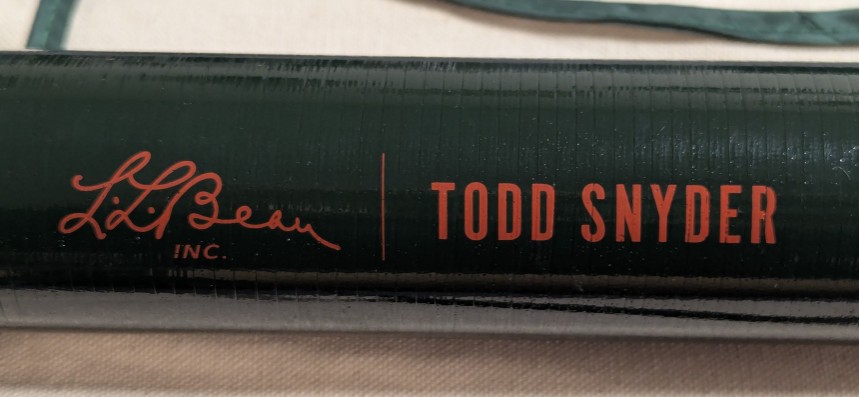 L.L.Bean
INC.
TODD SNYDER